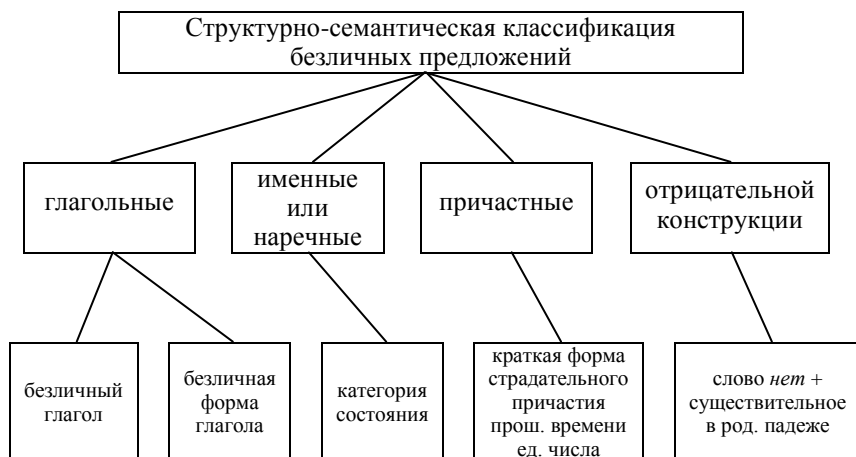 Структурно-семантическая классификация
безличных предложений
глагольные
именные
или
наречные
причастные
отрицательной
конструкции
безличный
глагол
безличная
форма
глагола
категория
состояния
краткая форма
страдательного
причастия
прош. времени
ед. числа
слово нет +
существительное
в род. падеже